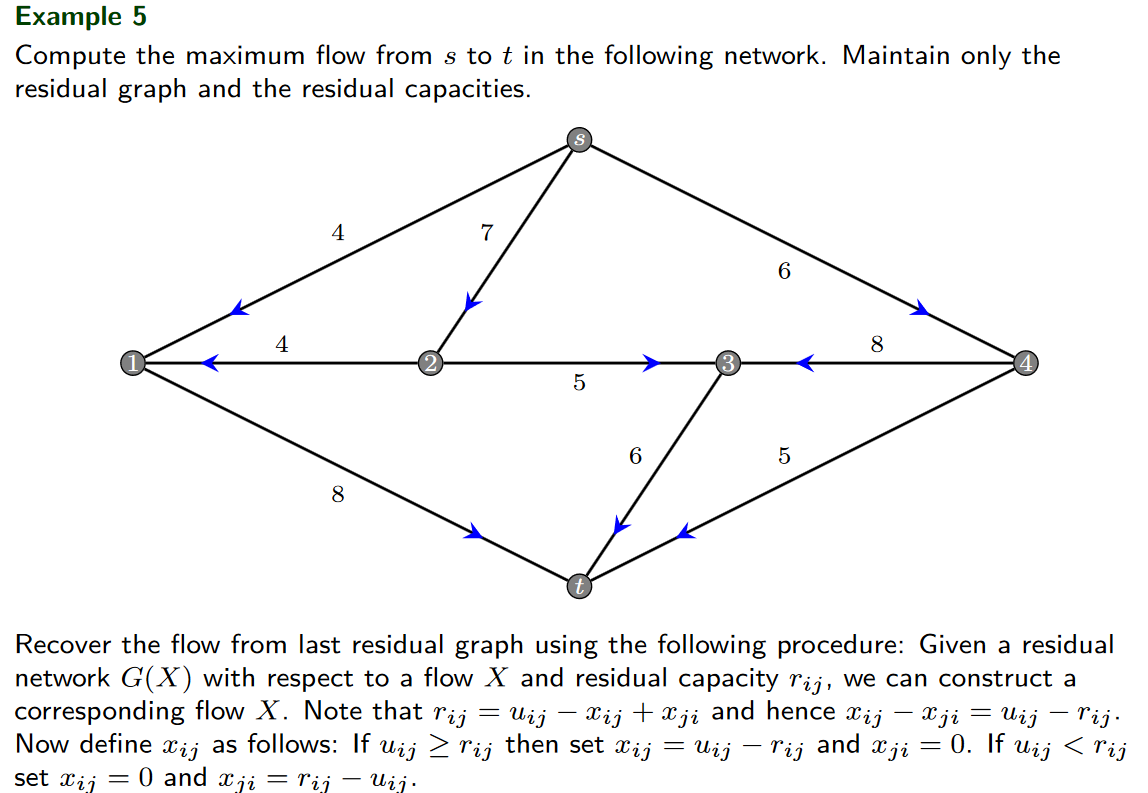 Example 5
Compute the maximum flow from s to t in the following network. Maintain only the
residual graph and the residual capacities.
s
4
7
6
4
8
1
2
3
4
5
6
5
8
t
Recover the flow from last residual graph using the following procedure: Given a residual
network G(X) with respect to a flow X and residual capacity r_{ij}, we can construct a
corresponding flow X. Note that r_{ij} = u_{ij} − x_{ij} + x_{ji} and hence x_{ij} − x_{ji} = u_{ij} − r_{ij}.
Now define x_{ij} as follows: If u_{ij} ≥ r_{ij} then set x_{ij} = u_{ij} − r_{ij} and x_{ji} = 0. If u_{ij} < r_{ij}
set x_{ij} = 0 and x_{ji} = r_{ij} − u_{ij}.